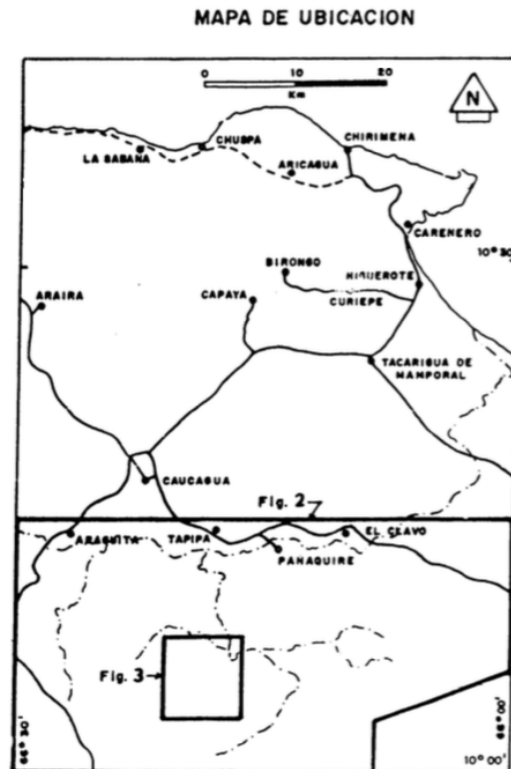 MAPA DE UBICACION
0 10 20
Km
N
CHUSPA
CHIRIMENA
LA SABANA
ARICAGUA
CARENERO
10° 30'
BIRONGO
HIGUEROTE
ARAIRA
CAPAYA
CURIEPE
TACARIGUA DE
MAMPORAL
CAUCAGUA
Fig. 2
ARAGUITA
TAPIPA
EL CLAVO
PANAQUIRE
Fig. 3
66° 30'
66° 00'
10° 00'